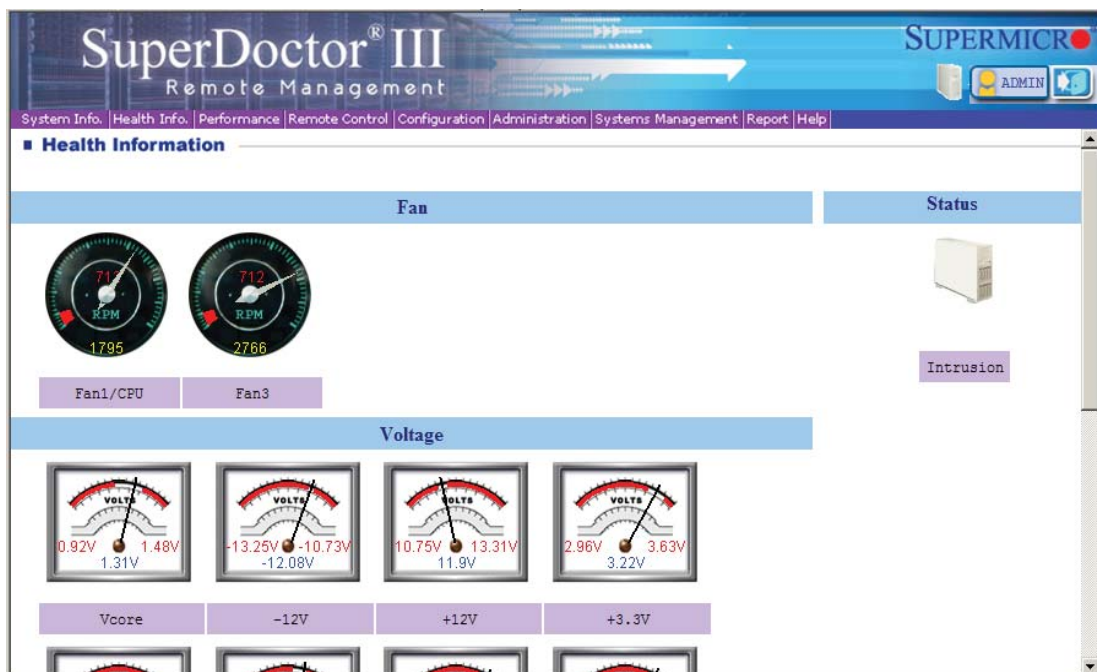 SuperDoctor® III
Remote Management
SUPERMICR
ADMIN
System Info. Health Info. Performance Remote Control Configuration Administration Systems Management Report Help
Health Information
Fan
Status
712
RPM
RPM
1795
2766
Fan1/CPU
Fan3
Intrusion
Voltage
VOLTS
VOLTS
VOLTS
VOLTS
0.92V
1.48V
1.31V
-13.25V
-10.73V
-12.08V
10.75V
13.31V
11.9V
2.96V
3.63V
3.22V
Vcore
-12V
+12V
+3.3V